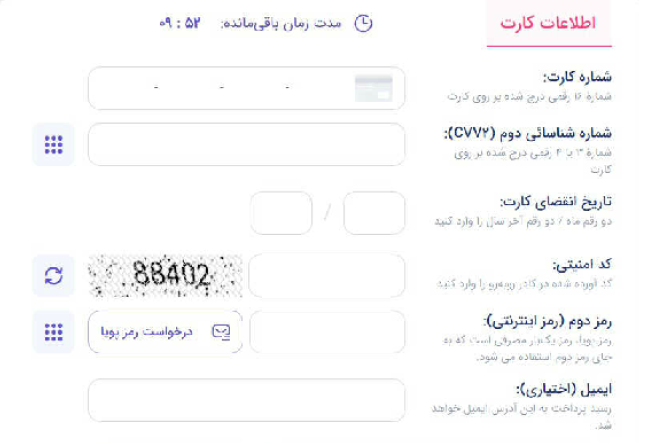 اطلاعات کارت
مدت زمان باقی‌مانده: ۰۹ : ۵۲
شماره کارت:
شمارهٔ ۱۶ رقمی درج شده بر روی کارت
- - -
شماره شناسائی دوم (CVV۲):
شمارهٔ ۳ یا ۴ رقمی درج شده بر روی
کارت
تاریخ انقضای کارت:
دو رقم ماه / دو رقم آخر سال را وارد کنید
/
کد امنیتی:
کد آورده شده در کادر روبه‌رو را وارد کنید
88402
رمز دوم (رمز اینترنتی):
رمز پویا، رمز یک‌بار مصرفی است که به
جای رمز دوم استفاده می شود.
درخواست رمز پویا
ایمیل (اختیاری):
رسید پرداخت به این آدرس ایمیل خواهد
شد.